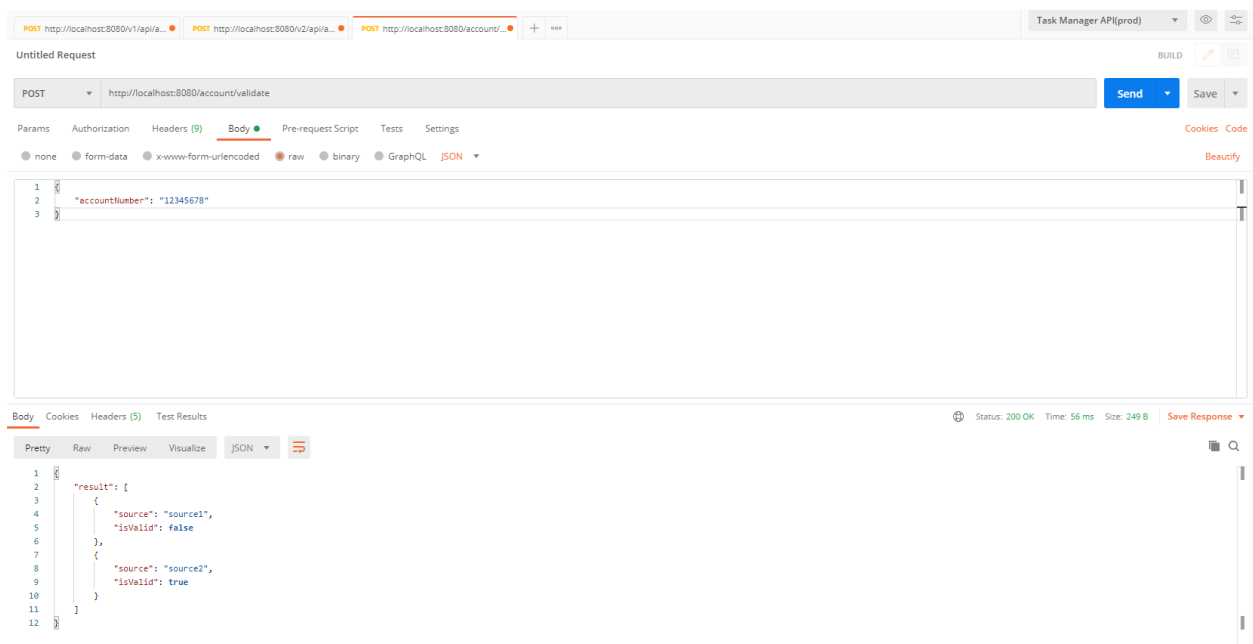 POST http://localhost:8080/v1/api/a... POST http://localhost:8080/v2/api/a... POST http://localhost:8080/account/... Task Manager API(prod)
Untitled Request BUILD
POST http://localhost:8080/account/validate Send Save
Params Authorization Headers (9) Body Pre-request Script Tests Settings Cookies Code
none form-data x-www-form-urlencoded raw binary GraphQL JSON Beautify
1 {
2 "accountNumber": "12345678"
3 }
Body Cookies Headers (5) Test Results Status: 200 OK Time: 56 ms Size: 249 B Save Response
Pretty Raw Preview Visualize JSON
1 {
2 "result": [
3 {
4 "source": "source1",
5 "isValid": false
6 },
7 {
8 "source": "source2",
9 "isValid": true
10 }
11 ]
12 }